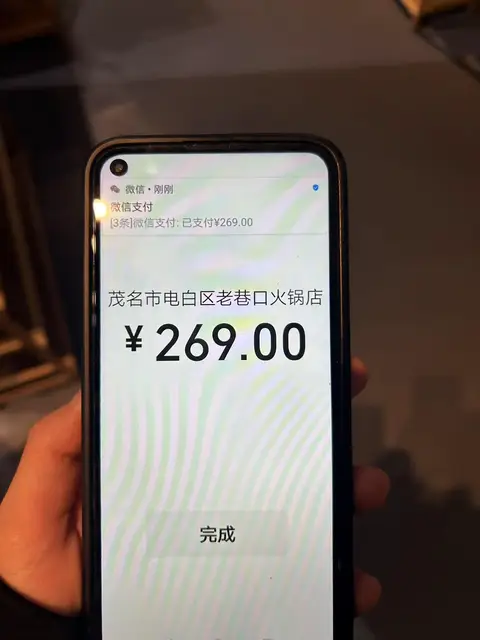 微信 • 刚刚
微信支付
[3条]微信支付: 已支付¥269.00
茂名市电白区老巷口火锅店
¥ 269.00
完成